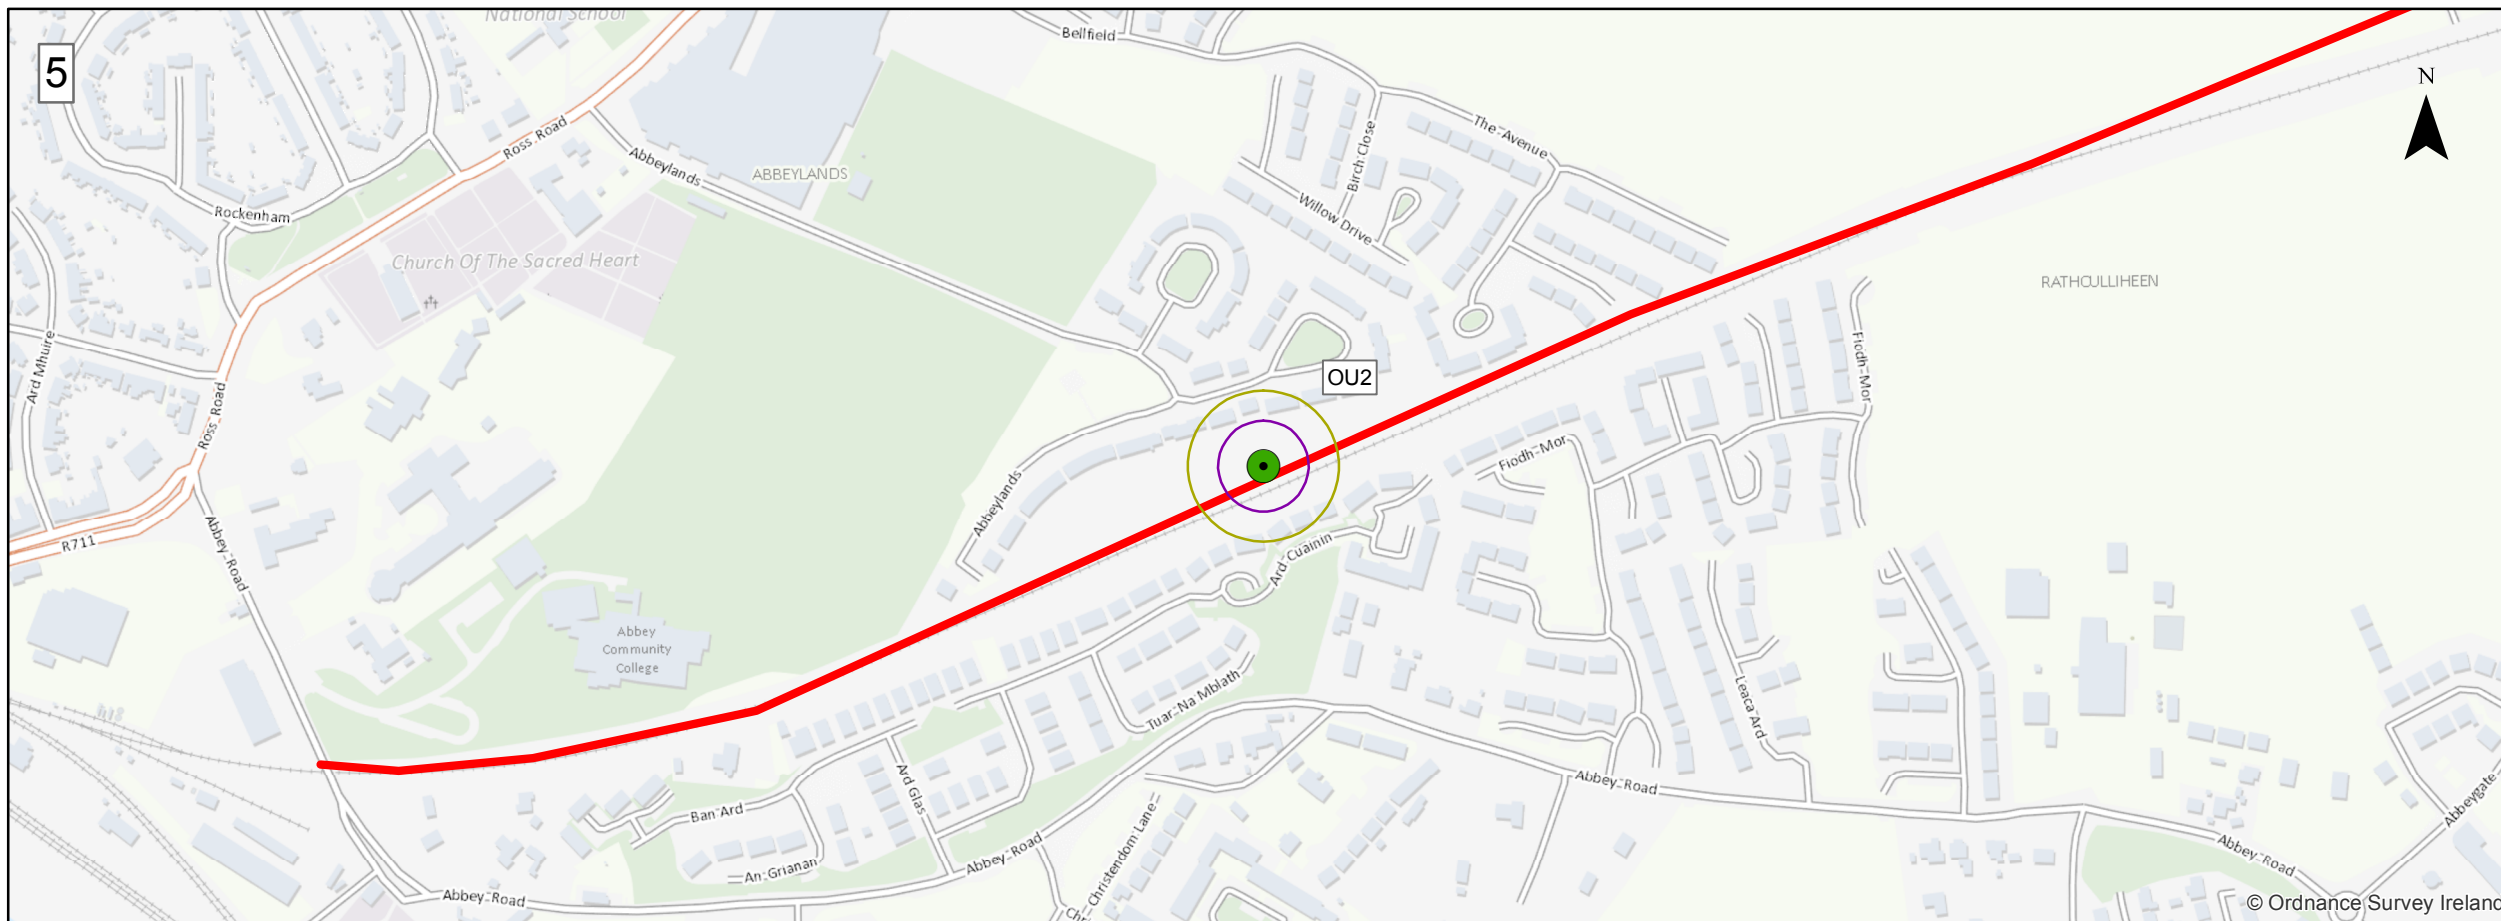 National School
5
Bellfield
N
Ross Road
The Avenue
Birch Close
Abbeylands
ABBEYLANDS
Willow Drive
Rockenham
Church Of The Sacred Heart
RATHCULLIHEEN
Ard Mhuire
Fiodh Mor
OU2
Ross Road
Fiodh-Mor
Abbeylands
R711
Abbey Road
Ard Cuainin
Abbey
Community
College
Tuar Na Mblath
Leaca Ard
Abbey Road
Ard Glas
Ban Ard
Abbeygate
Abbey Road
Abbey Road
An Grianan
Christendom Lane
Abbey Road
© Ordnance Survey Ireland